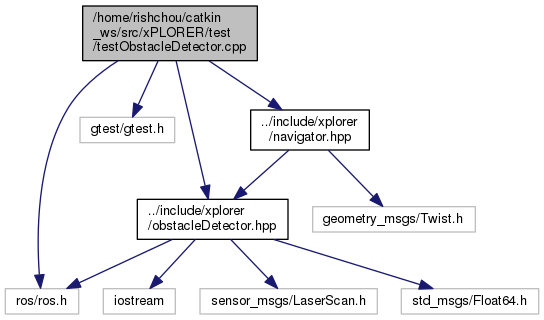 /home/rishchou/catkin
_ws/src/xPLORER/test
/testObstacleDetector.cpp
gtest/gtest.h
../include/xplorer
/navigator.hpp
../include/xplorer
/obstacleDetector.hpp
geometry_msgs/Twist.h
ros/ros.h
iostream
sensor_msgs/LaserScan.h
std_msgs/Float64.h